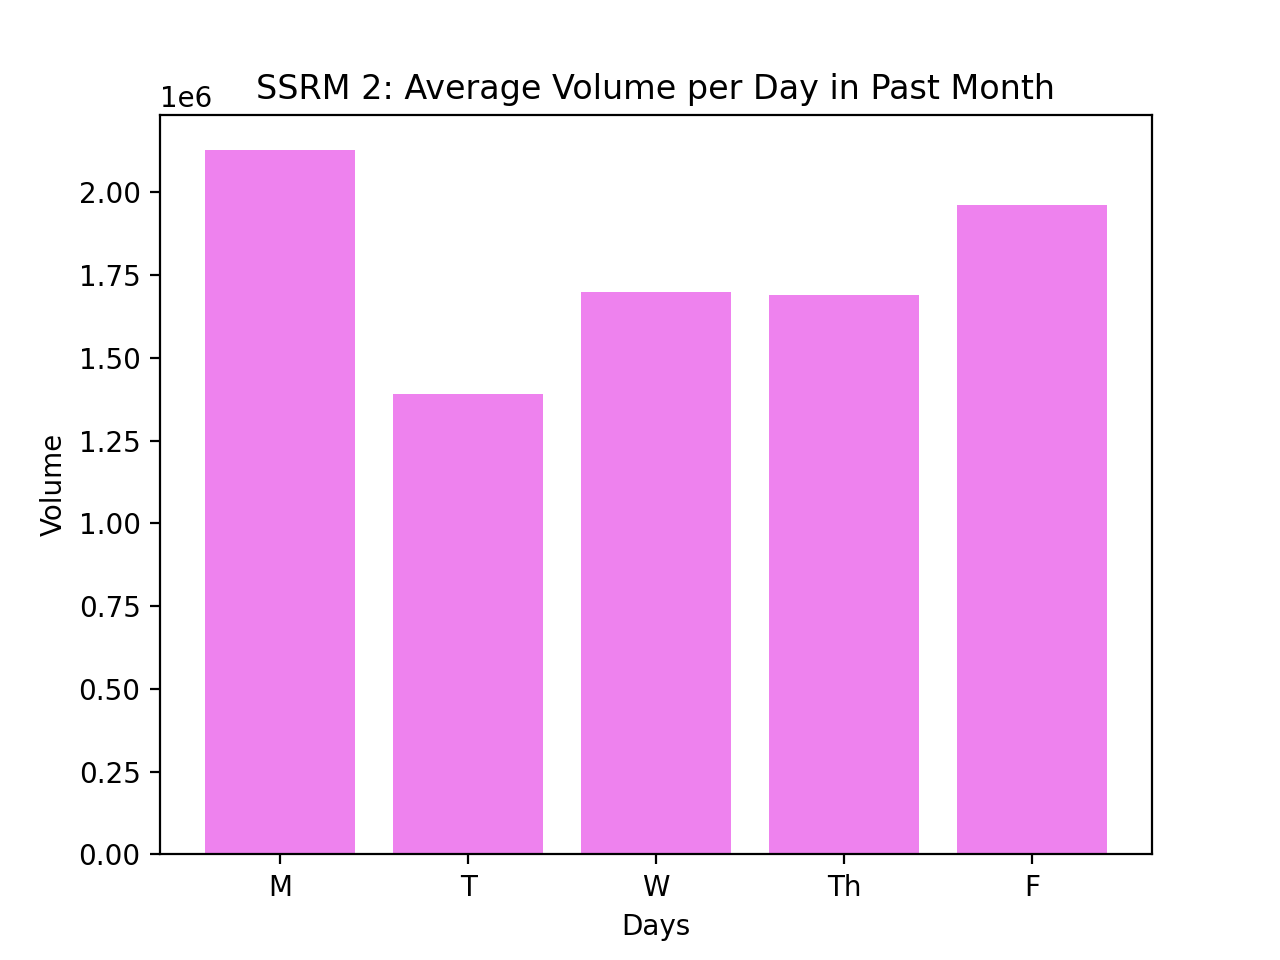 SSRM 2: Average Volume per Day in Past Month
1e6
2.00
1.75
1.50
1.25
1.00
0.75
0.50
0.25
0.00
Volume
M T W Th F
Days